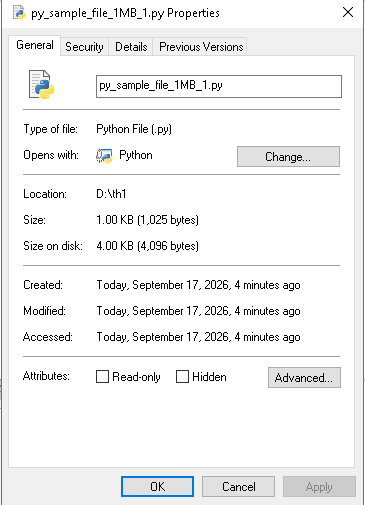 py_sample_file_1MB_1.py Properties
General Security Details Previous Versions
py_sample_file_1MB_1.py
Type of file: Python File (.py)
Opens with: Python Change...
Location: D:\th1
Size: 1.00 KB (1,025 bytes)
Size on disk: 4.00 KB (4,096 bytes)
Created: Today, September 17, 2026, 4 minutes ago
Modified: Today, September 17, 2026, 4 minutes ago
Accessed: Today, September 17, 2026, 4 minutes ago
Attributes: Read-only Hidden Advanced...
OK Cancel Apply